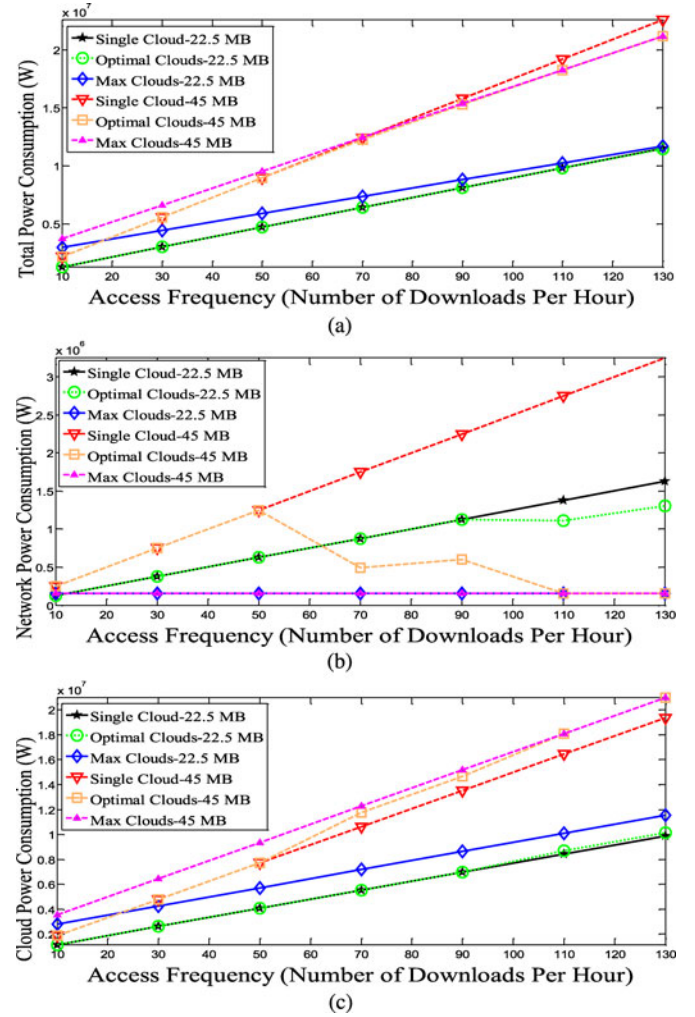 x 10^7
Total Power Consumption (W)
2
1.5
1
0.5
Single Cloud-22.5 MB
Optimal Clouds-22.5 MB
Max Clouds-22.5 MB
Single Cloud-45 MB
Optimal Clouds-45 MB
Max Clouds-45 MB
10 20 30 40 50 60 70 80 90 100 110 120 130
Access Frequency (Number of Downloads Per Hour)
(a)
x 10^6
Network Power Consumption (W)
3
2.5
2
1.5
1
0.5
0
Single Cloud-22.5 MB
Optimal Clouds-22.5 MB
Max Clouds-22.5 MB
Single Cloud-45 MB
Optimal Clouds-45 MB
Max Clouds-45 MB
10 20 30 40 50 60 70 80 90 100 110 120 130
Access Frequency (Number of Downloads Per Hour)
(b)
x 10^7
Cloud Power Consumption (W)
2
1.8
1.6
1.4
1.2
1
0.8
0.6
0.4
0.2
Single Cloud-22.5 MB
Optimal Clouds-22.5 MB
Max Clouds-22.5 MB
Single Cloud-45 MB
Optimal Clouds-45 MB
Max Clouds-45 MB
10 20 30 40 50 60 70 80 90 100 110 120 130
Access Frequency (Number of Downloads Per Hour)
(c)